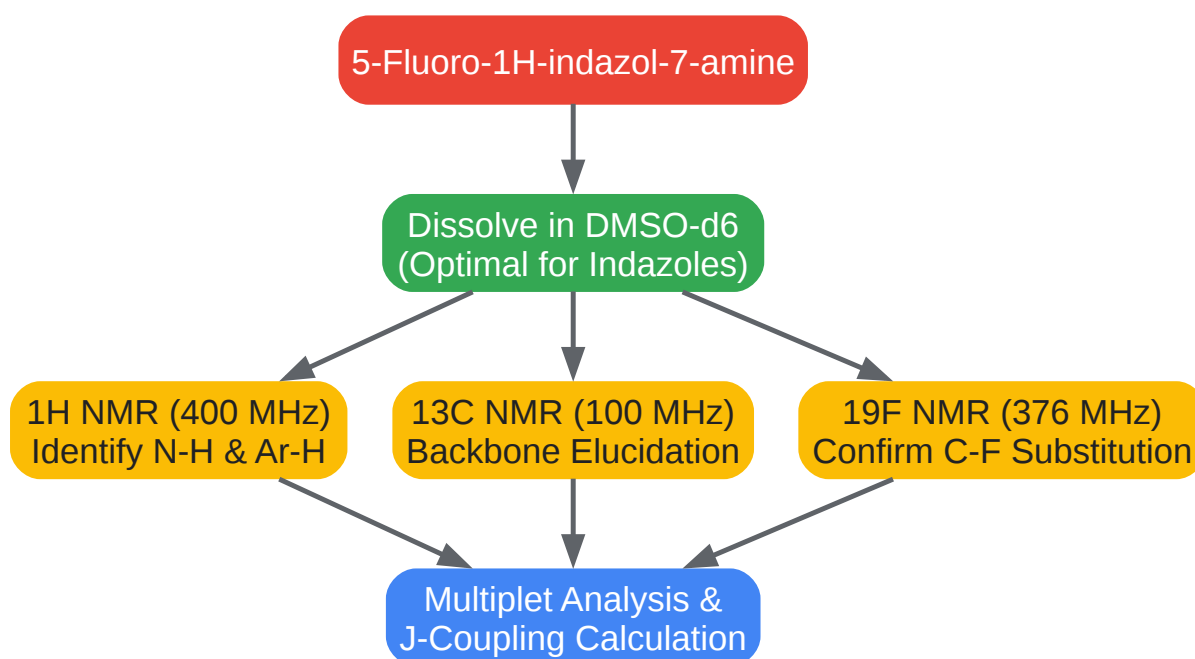 5-Fluoro-1H-indazol-7-amine
Dissolve in DMSO-d6
(Optimal for Indazoles)
1H NMR (400 MHz)
Identify N-H & Ar-H
13C NMR (100 MHz)
Backbone Elucidation
19F NMR (376 MHz)
Confirm C-F Substitution
Multiplet Analysis &
J-Coupling Calculation